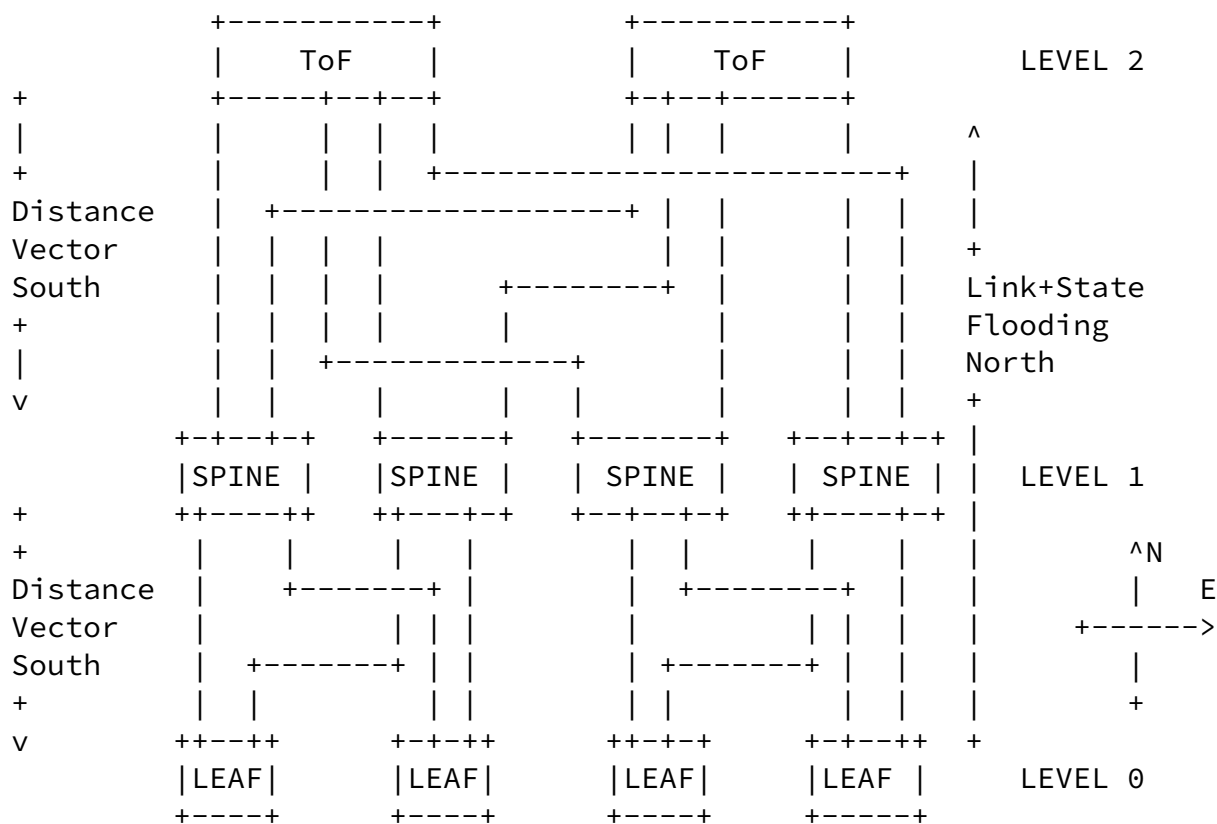 ToF ToF LEVEL 2
Distance
Vector
South Link+State
Flooding
North
SPINE SPINE SPINE SPINE LEVEL 1
^N
Distance E
Vector
South
LEAF LEAF LEAF LEAF LEVEL 0